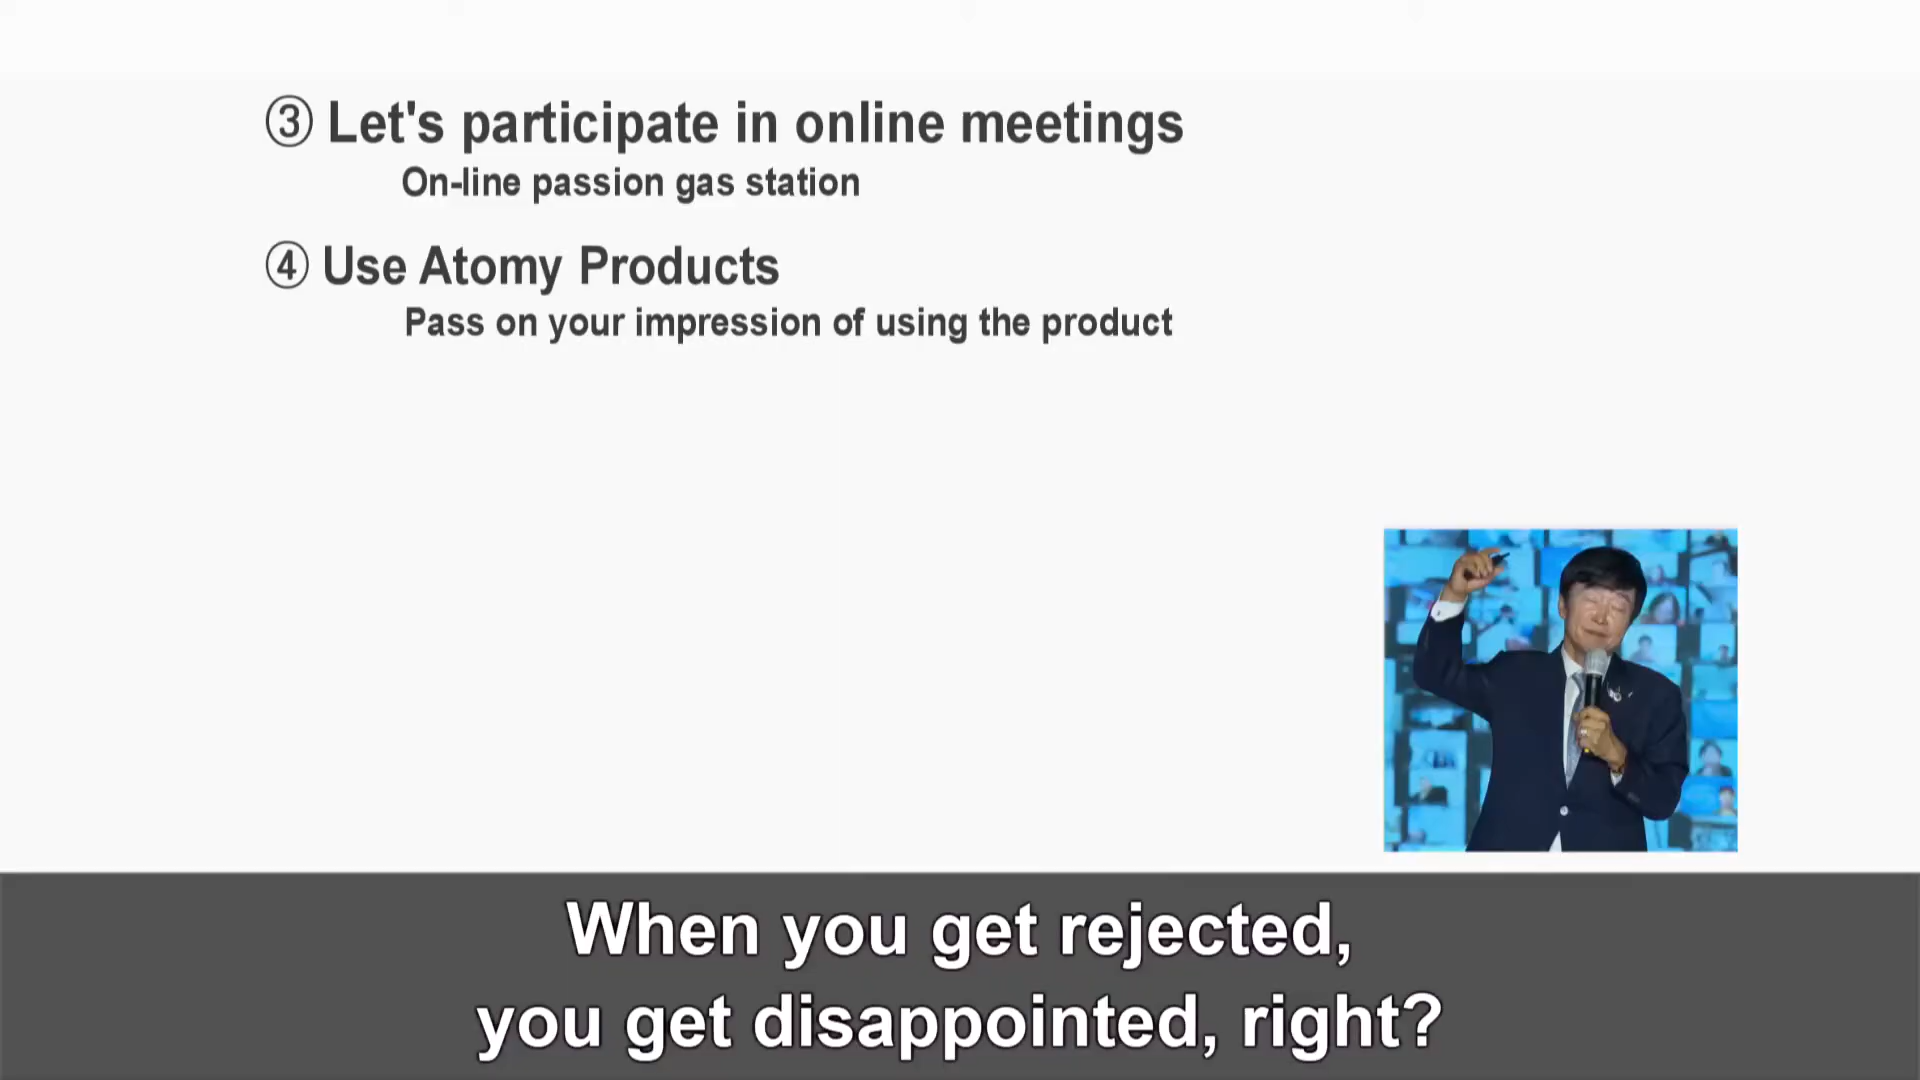 ③ Let's participate in online meetings
On-line passion gas station
④ Use Atomy Products
Pass on your impression of using the product
When you get rejected,
you get disappointed, right?